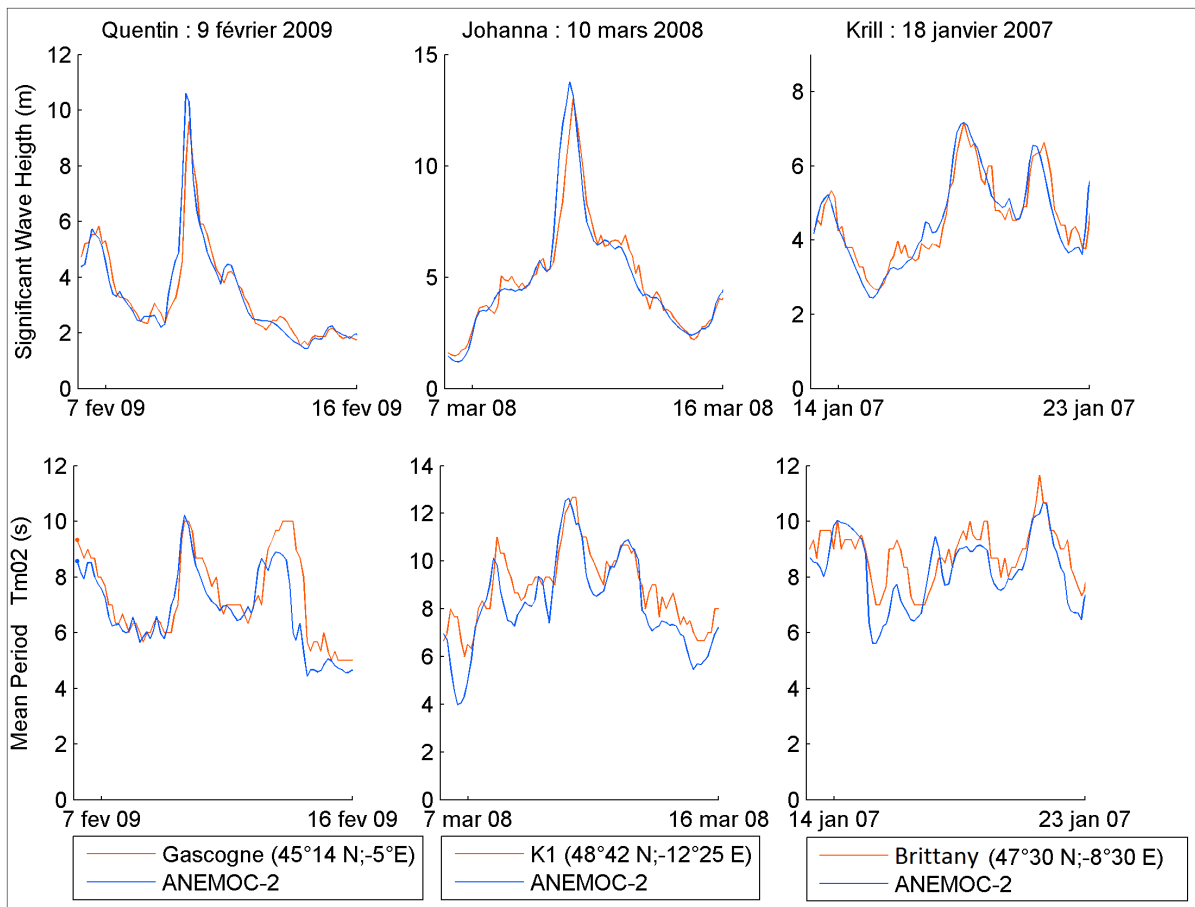 Quentin : 9 février 2009
Johanna : 10 mars 2008
Krill : 18 janvier 2007
Significant Wave Heigth (m)
12
10
8
6
4
2
0
7 fev 09
16 fev 09
15
10
5
0
7 mar 08
16 mar 08
8
6
4
2
0
14 jan 07
23 jan 07
Mean Period Tm02 (s)
12
10
8
6
4
2
0
7 fev 09
16 fev 09
14
12
10
8
6
4
2
0
7 mar 08
16 mar 08
12
10
8
6
4
2
0
14 jan 07
23 jan 07
Gascogne (45°14 N;-5°E)
ANEMOC-2
K1 (48°42 N;-12°25 E)
ANEMOC-2
Brittany (47°30 N;-8°30 E)
ANEMOC-2